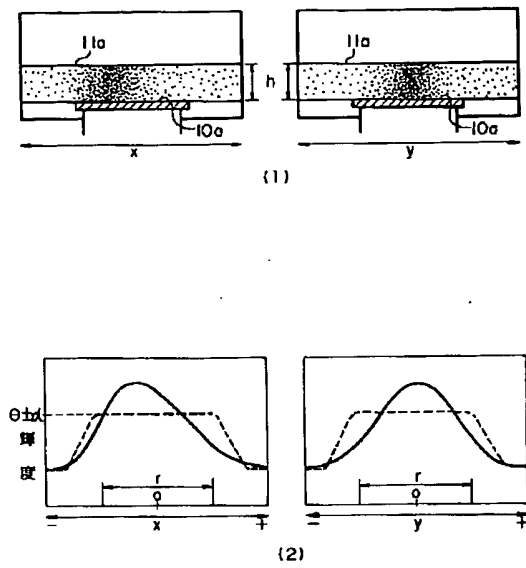 11a
11a
h
10a
10a
x
y
(1)
輝
度
r
r
o
o
− x +
− y +
(2)